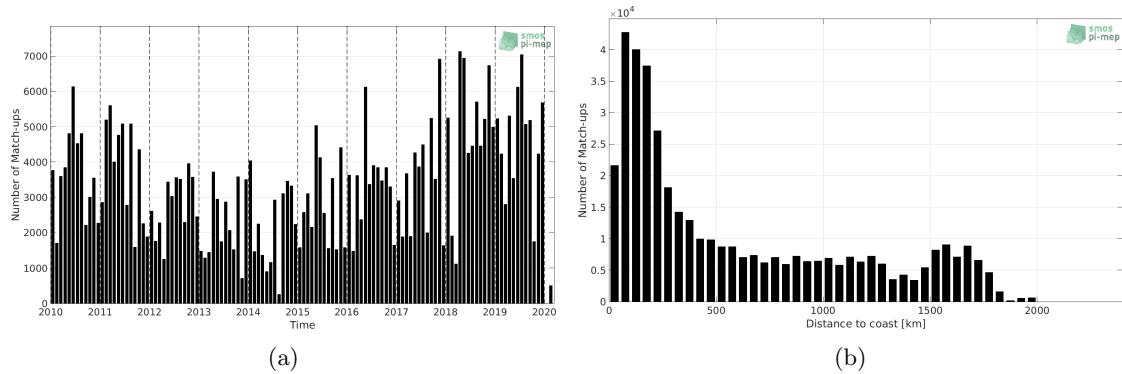 smos
pi-mep
7000
6000
5000
4000
3000
2000
1000
0
Number of Match-ups
2010 2011 2012 2013 2014 2015 2016 2017 2018 2019 2020
Time
(a)
×10⁴
smos
pi-mep
4
3.5
3
2.5
2
1.5
1
0.5
0
Number of Match-ups
0 500 1000 1500 2000
Distance to coast [km]
(b)